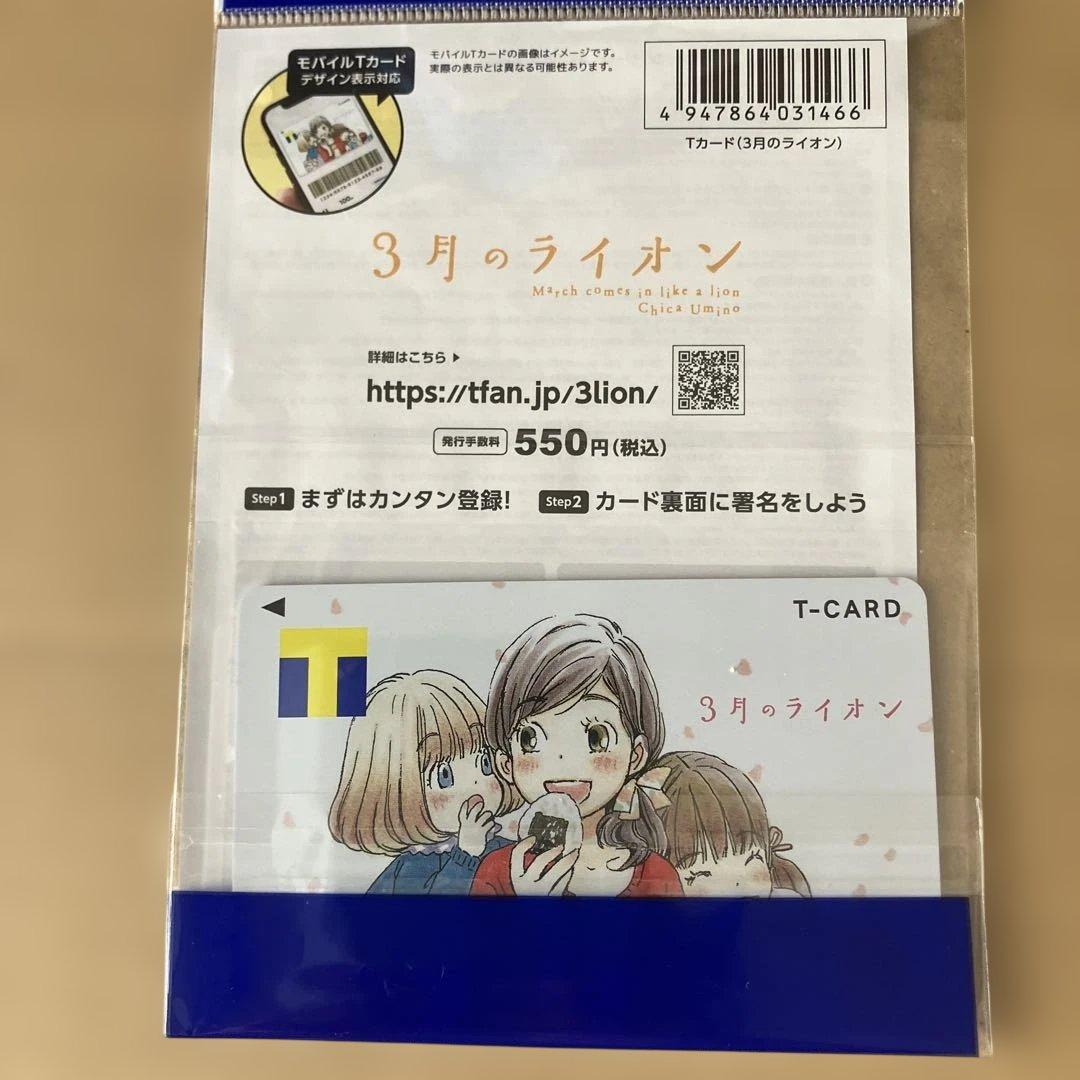 モバイルTカード
デザイン表示対応
モバイルTカードの画像はイメージです。
実際の表示とは異なる可能性あります。
4 947864 031466
Tカード(3月のライオン)
3月のライオン
March comes in like a lion
Chica Umino
詳細はこちら▶
https://tfan.jp/3lion/
発行手数料 550円(税込)
Step1 まずはカンタン登録!
Step2 カード裏面に署名をしよう
T-CARD
T
3月のライオン